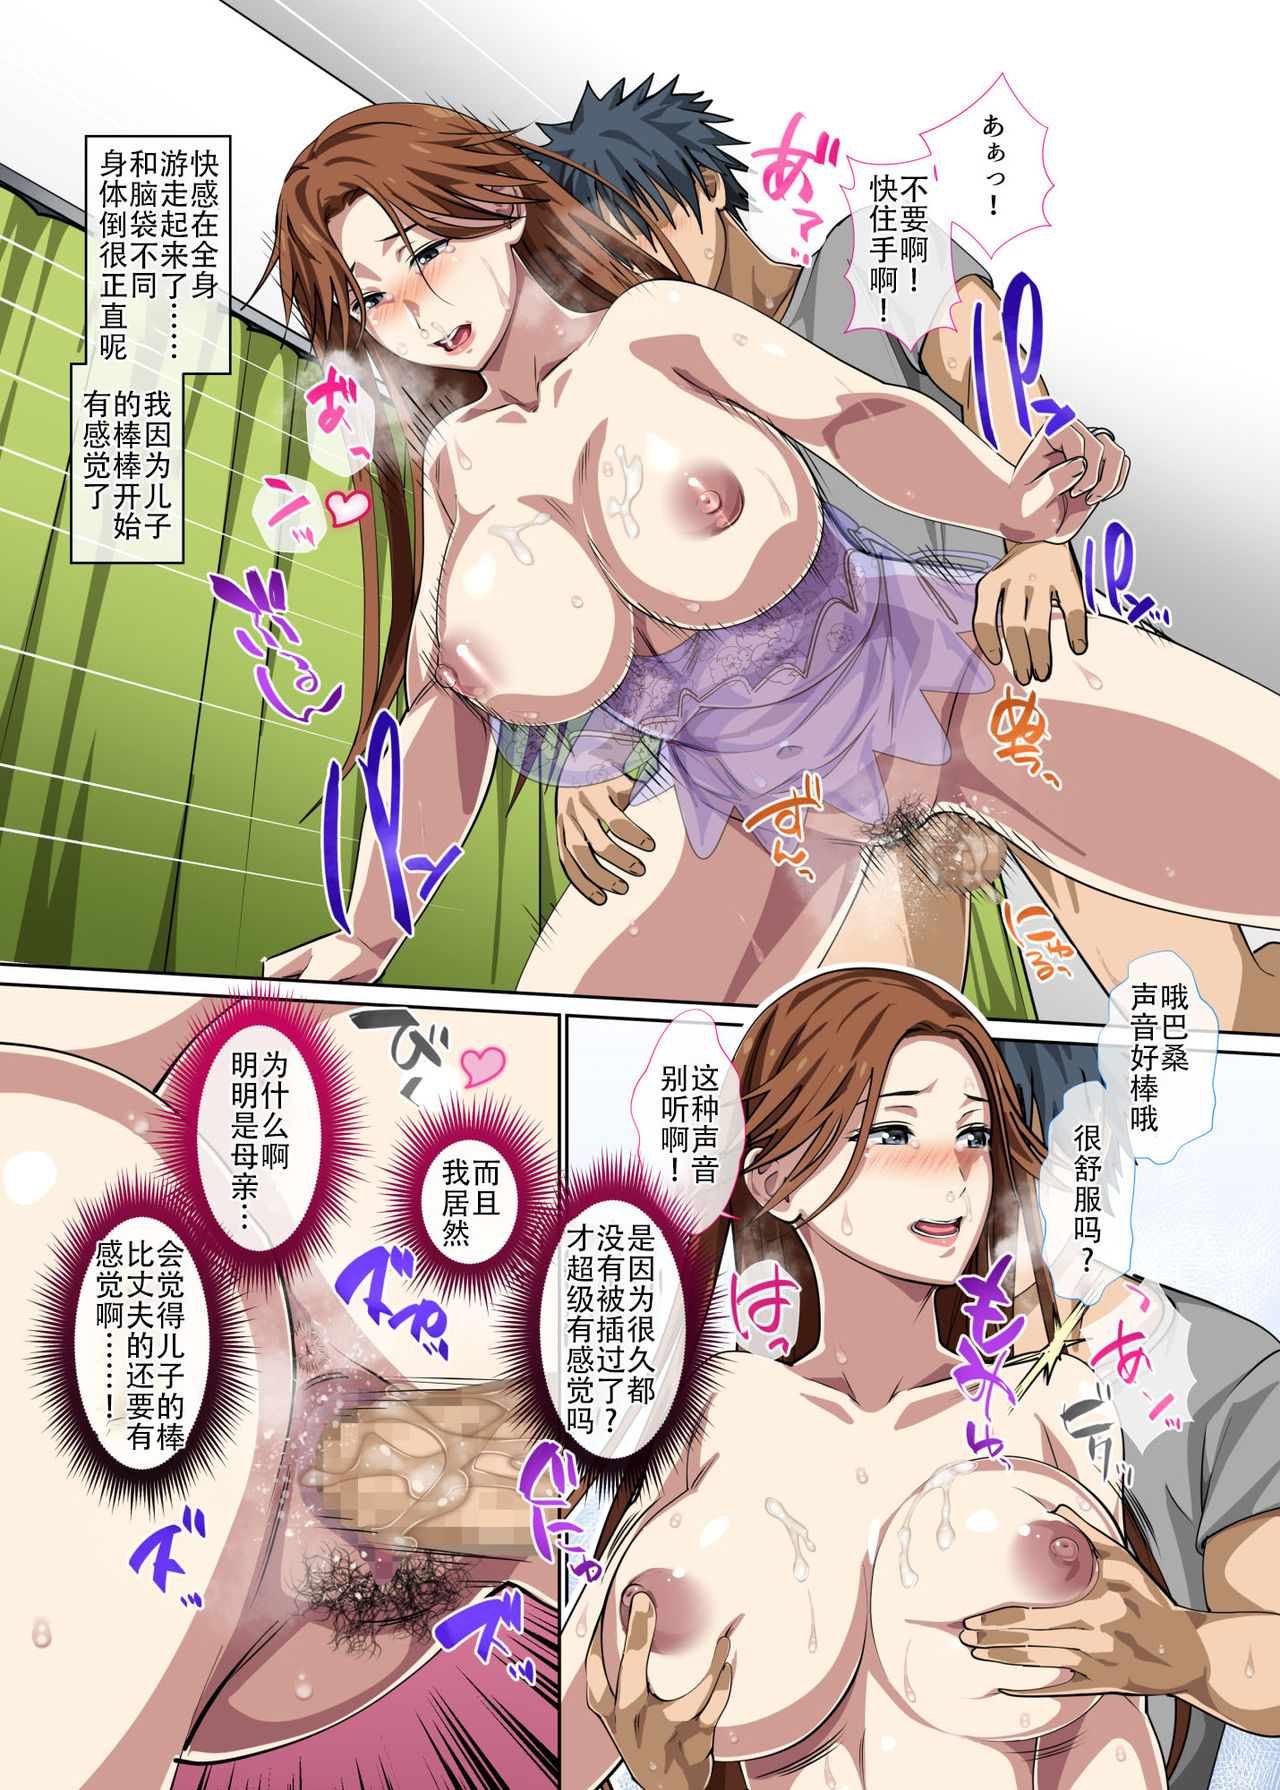 あぁっ！
不要啊！
快住手啊！
あぁ
快感在全身
游走起来了……
和脑袋不同
身体倒很正直呢
我因为儿子
的棒棒开始
有感觉了
哦巴桑
声音好棒哦
很舒服吗?
这种声音
别听啊！
是因为很久都
没有被插过了?
才超级有感觉吗
而且
我居然
为什么啊
明明是母亲…
会觉得儿子的棒
比丈夫的还要有
感觉啊……！